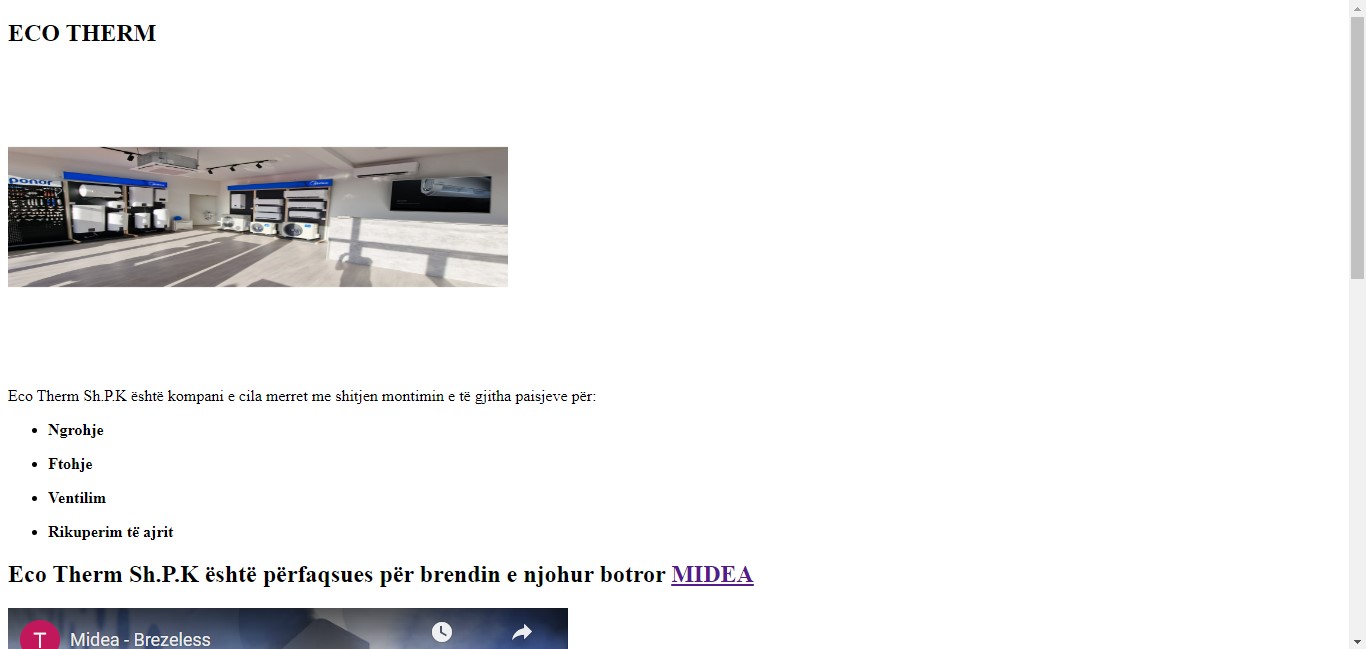 ECO THERM
ponor
Eco Therm Sh.P.K është kompani e cila merret me shitjen montimin e të gjitha paisjeve për:
Ngrohje
Ftohje
Ventilim
Rikuperim të ajrit
Eco Therm Sh.P.K është përfaqsues për brendin e njohur botror MIDEA
T
Midea - Brezeless